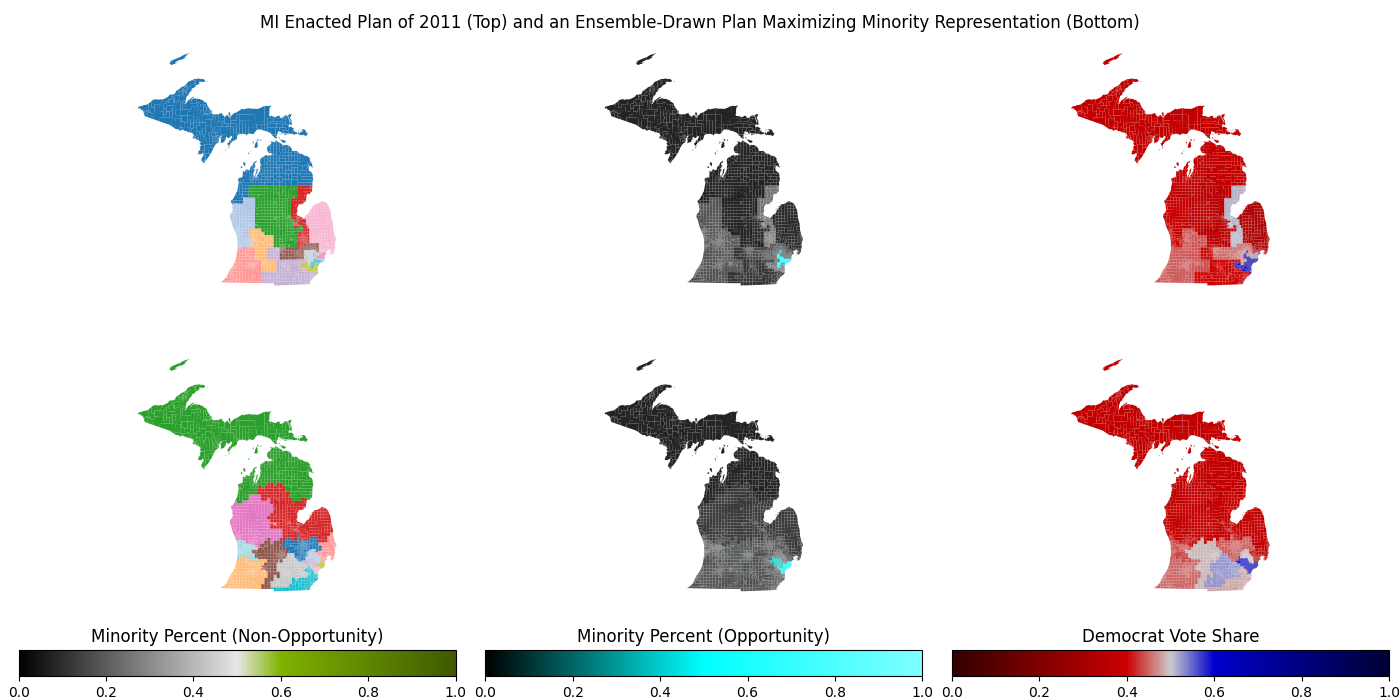 MI Enacted Plan of 2011 (Top) and an Ensemble-Drawn Plan Maximizing Minority Representation (Bottom)
Minority Percent (Non-Opportunity)
0.0 0.2 0.4 0.6 0.8 1.0
Minority Percent (Opportunity)
0.0 0.2 0.4 0.6 0.8 1.0
Democrat Vote Share
0.0 0.2 0.4 0.6 0.8 1.0